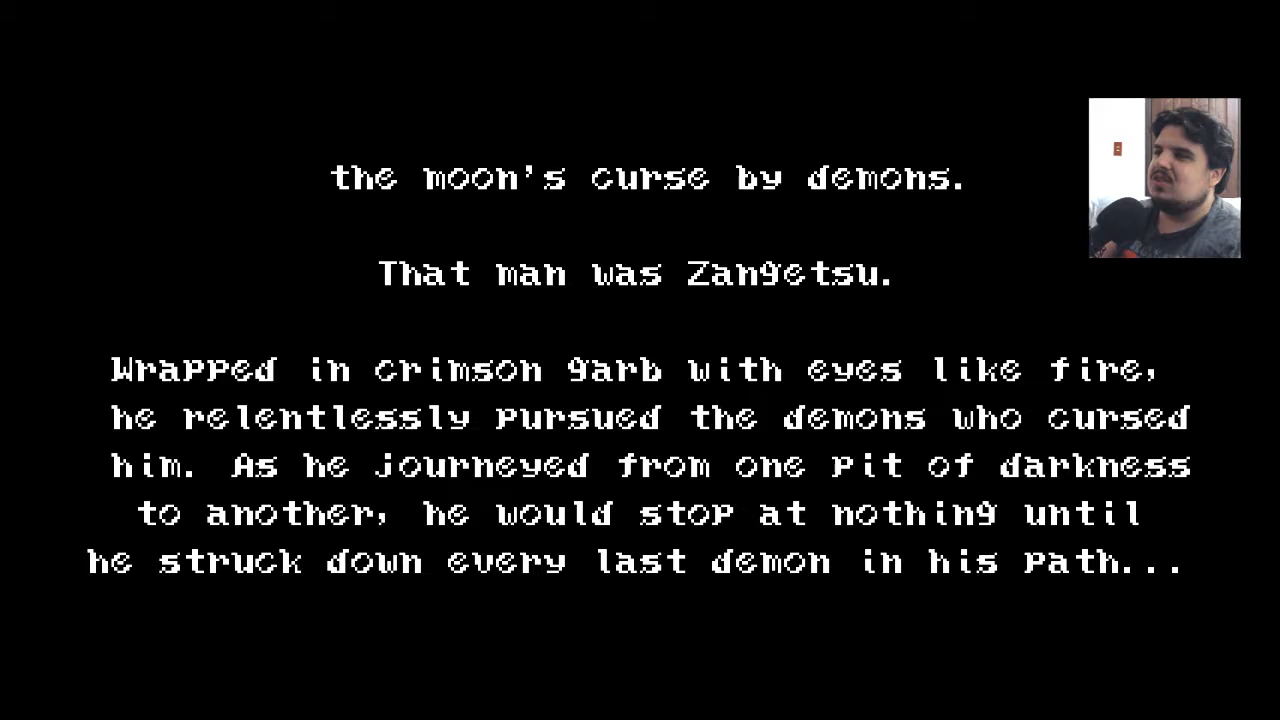 the moon's curse by demons.
That man was Zangetsu.
Wrapped in crimson garb with eyes like fire,
he relentlessly pursued the demons who cursed
him. As he journeyed from one pit of darkness
to another, he would stop at nothing until
he struck down every last demon in his path...